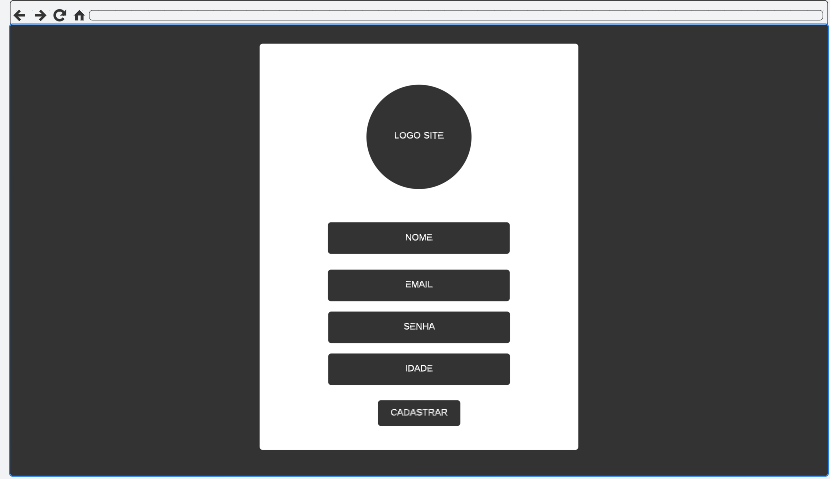 LOGO SITE
NOME
EMAIL
SENHA
IDADE
CADASTRAR